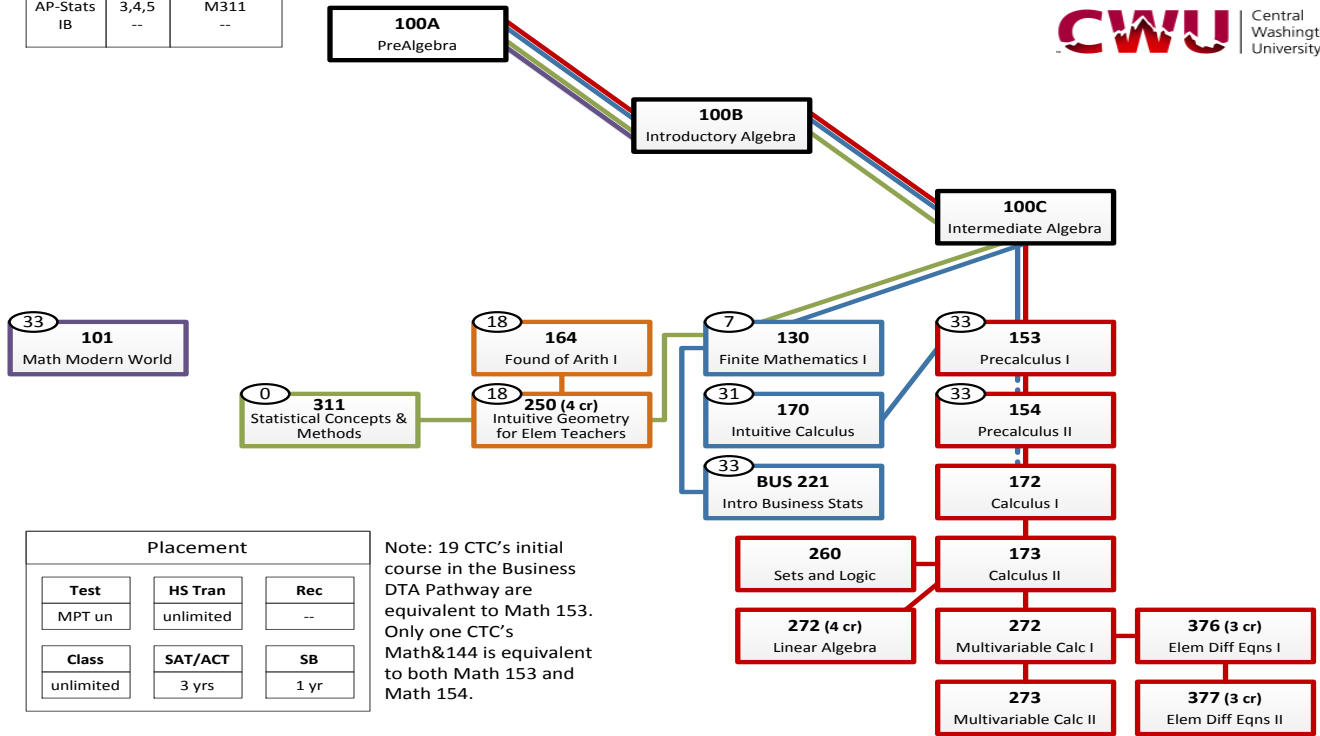 AP-Stats 3,4,5 M311
IB -- --
100A
PreAlgebra
CWU
Central
Washingt
University
100B
Introductory Algebra
100C
Intermediate Algebra
33
101
Math Modern World
18
164
Found of Arith I
7
130
Finite Mathematics I
33
153
Precalculus I
0
311
Statistical Concepts &
Methods
18
250 (4 cr)
Intuitive Geometry
for Elem Teachers
31
170
Intuitive Calculus
33
154
Precalculus II
33
BUS 221
Intro Business Stats
172
Calculus I
260
Sets and Logic
173
Calculus II
272 (4 cr)
Linear Algebra
272
Multivariable Calc I
376 (3 cr)
Elem Diff Eqns I
273
Multivariable Calc II
377 (3 cr)
Elem Diff Eqns II
Placement
Test HS Tran Rec
MPT un unlimited --
Class SAT/ACT SB
unlimited 3 yrs 1 yr
Note: 19 CTC's initial
course in the Business
DTA Pathway are
equivalent to Math 153.
Only one CTC's
Math&144 is equivalent
to both Math 153 and
Math 154.